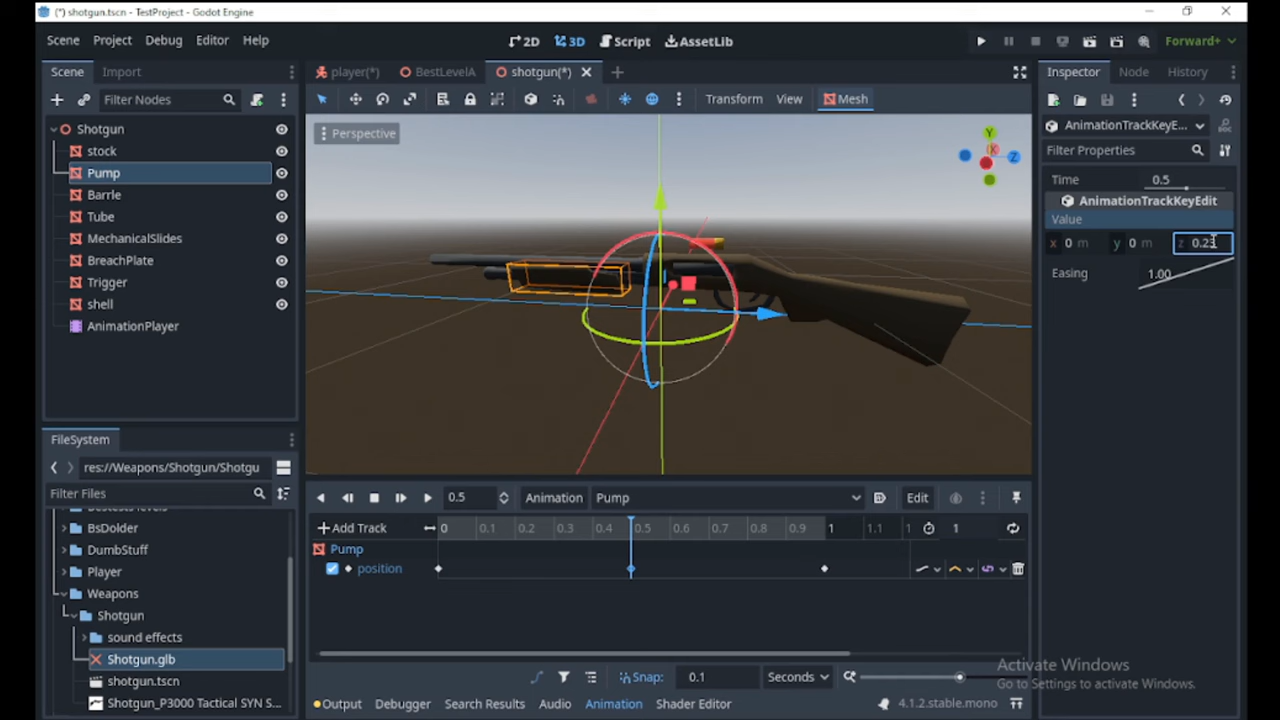 (*) shotgun.tscn - TestProject - Godot Engine
Scene Project Debug Editor Help
2D 3D Script AssetLib
Forward+
Scene Import
player(*) BestLevelA shotgun(*)
Inspector Node History
Filter Nodes
Transform View Mesh
Perspective
Y X Z
AnimationTrackKeyE...
Filter Properties
Time 0.5
AnimationTrackKeyEdit
Value
x 0 m y 0 m z 0.23
Easing 1.00
Shotgun
stock
Pump
Barrle
Tube
MechanicalSlides
BreachPlate
Trigger
shell
AnimationPlayer
FileSystem
res://Weapons/Shotgun/Shotgu
Filter Files
BsDolder
DumbStuff
Player
Weapons
Shotgun
sound effects
Shotgun.glb
shotgun.tscn
Shotgun_P3000 Tactical SYN S...
0.5 Animation Pump Edit
Add Track 0 0.1 0.2 0.3 0.4 0.5 0.6 0.7 0.8 0.9 1 1.1 1 1
Pump
position
Snap: 0.1 Seconds
Output Debugger Search Results Audio Animation Shader Editor 4.1.2.stable.mono
Activate Windows
Go to Settings to activate Windows.